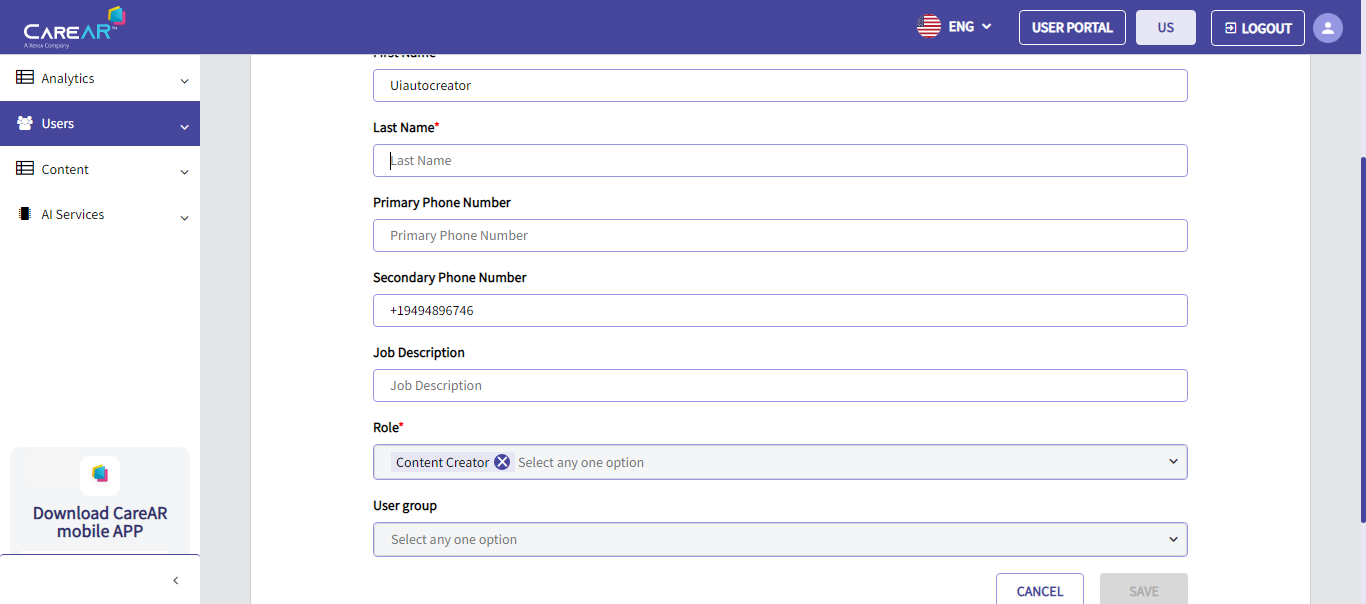 CAREAR™
A Xerox Company
ENG
USER PORTAL
US
LOGOUT
Analytics
Users
Content
AI Services
Download CareAR
mobile APP
First Name
Uiautocreator
Last Name*
Last Name
Primary Phone Number
Primary Phone Number
Secondary Phone Number
+19494896746
Job Description
Job Description
Role*
Content Creator Select any one option
User group
Select any one option
CANCEL
SAVE